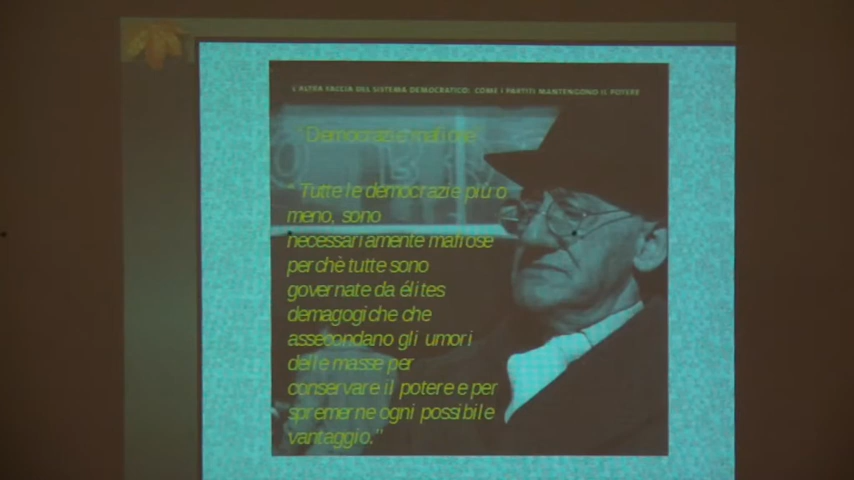 L'ALTRA FACCIA DEL SISTEMA DEMOCRATICO: COME I PARTITI MANTENGONO IL POTERE
"Democrazie mafiose"
" Tutte le democrazie più o
meno, sono
necessariamente mafiose
perchè tutte sono
governate da élites
demagogiche che
assecondano gli umori
delle masse per
conservare il potere e per
spremerne ogni possibile
vantaggio."